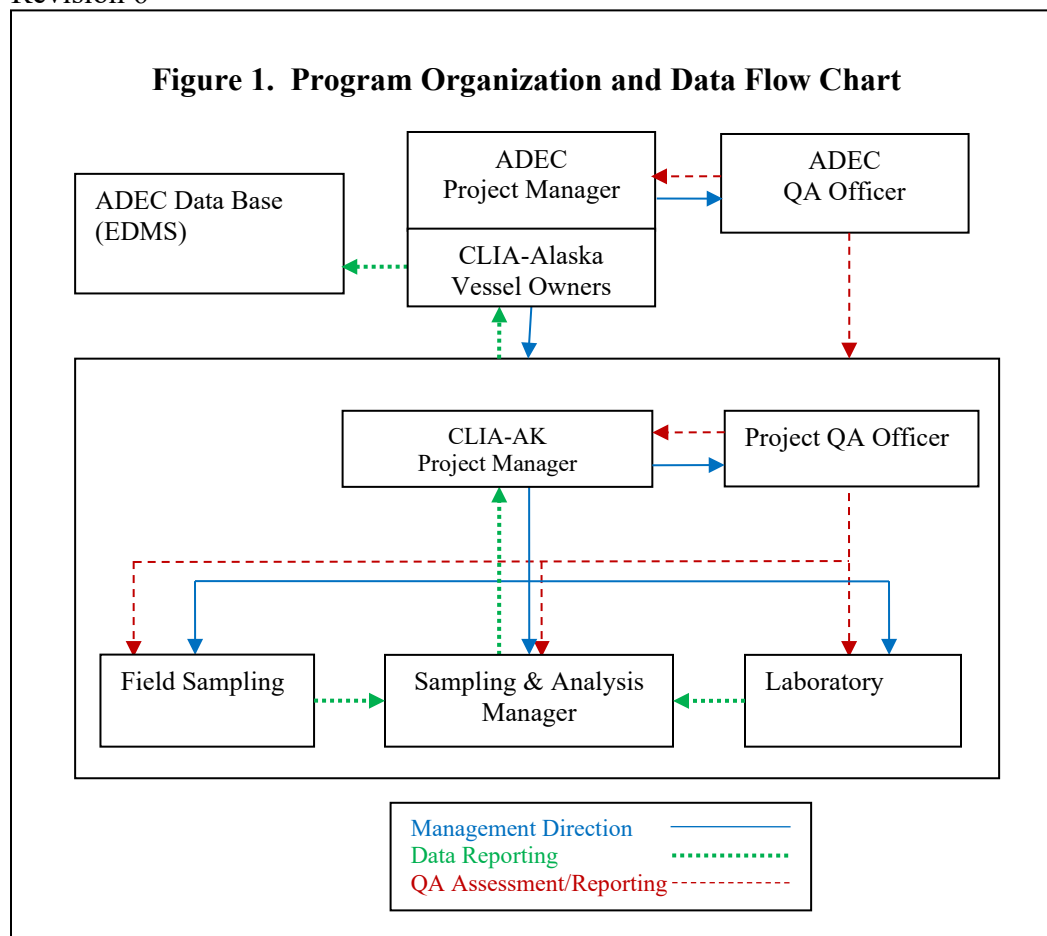 Figure 1. Program Organization and Data Flow Chart
ADEC
Project Manager
ADEC
QA Officer
ADEC Data Base
(EDMS)
CLIA-Alaska
Vessel Owners
CLIA-AK
Project Manager
Project QA Officer
Field Sampling
Sampling & Analysis
Manager
Laboratory
Management Direction
Data Reporting
QA Assessment/Reporting